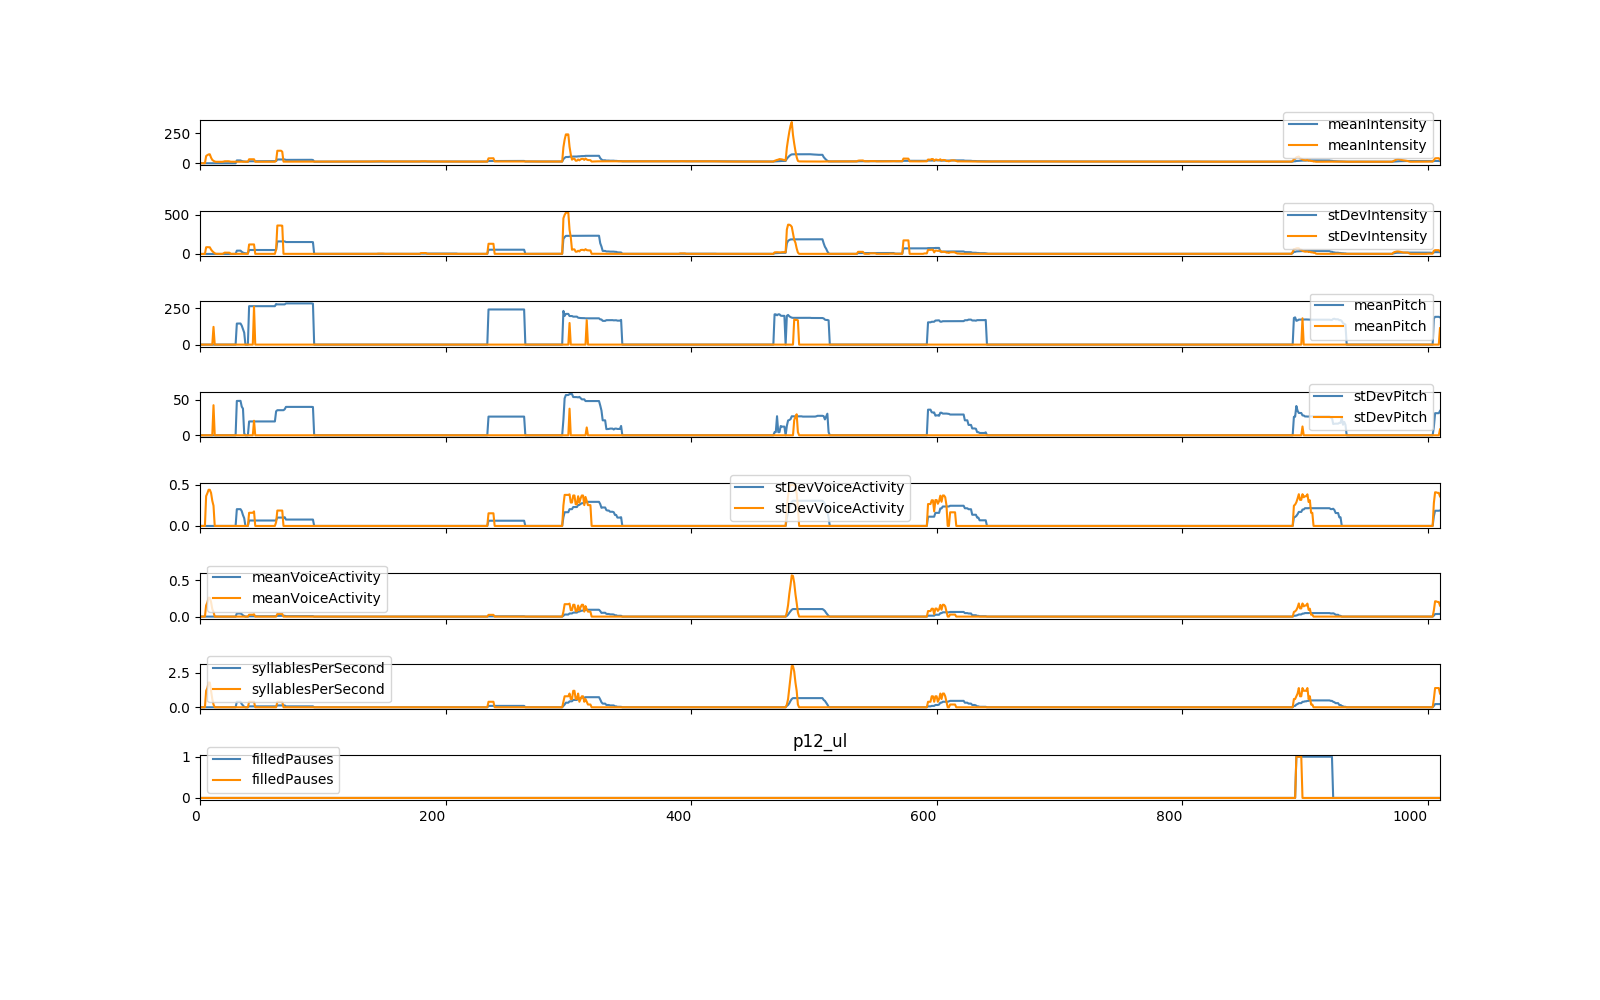 250
0
meanIntensity
meanIntensity
500
0
stDevIntensity
stDevIntensity
250
0
meanPitch
meanPitch
50
0
stDevPitch
stDevPitch
0.5
0.0
stDevVoiceActivity
stDevVoiceActivity
0.5
0.0
meanVoiceActivity
meanVoiceActivity
2.5
0.0
syllablesPerSecond
syllablesPerSecond
p12_ul
1
0
filledPauses
filledPauses
0 200 400 600 800 1000